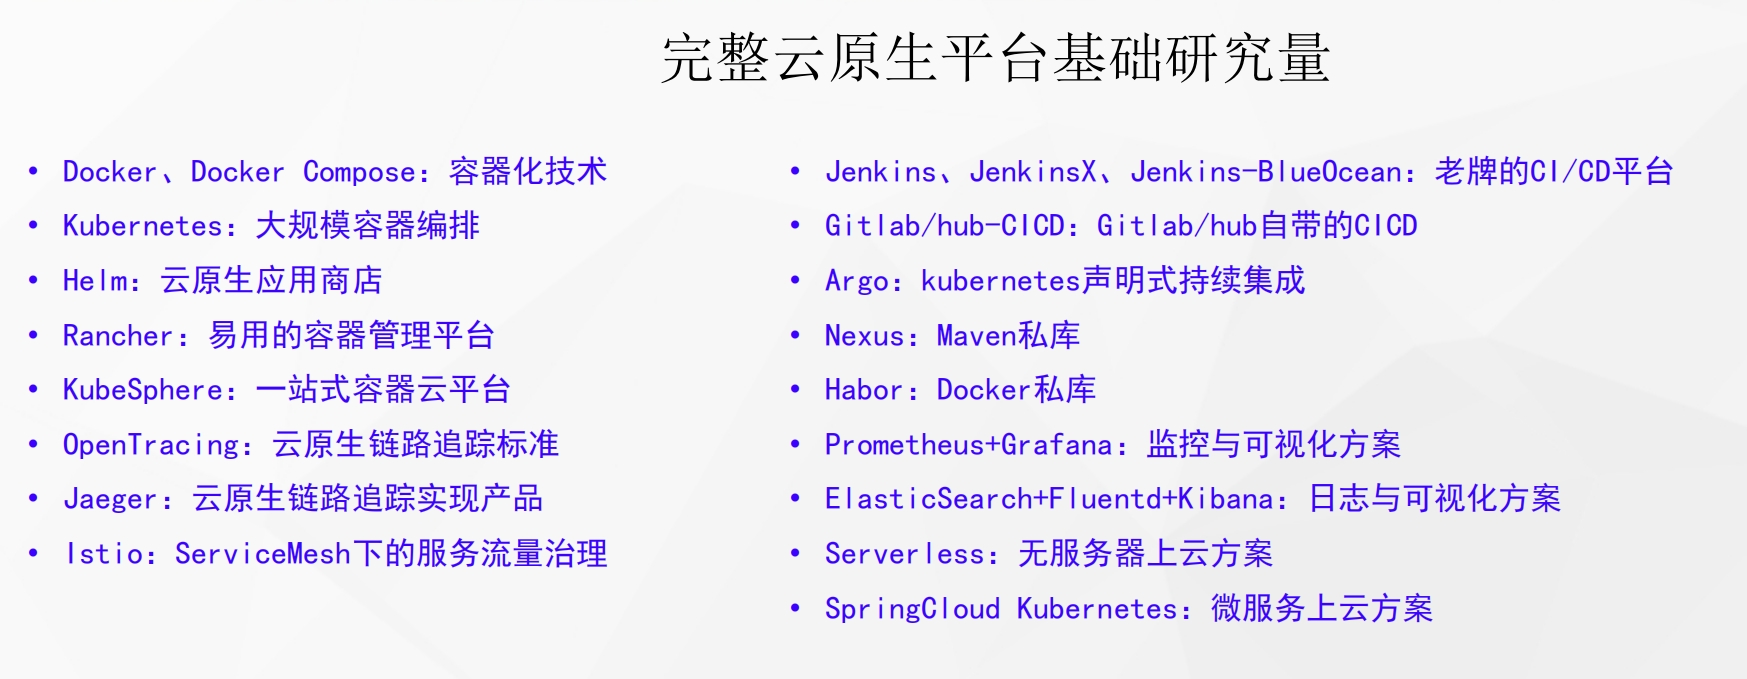 完整云原生平台基础研究量
• Docker、Docker Compose：容器化技术
• Kubernetes：大规模容器编排
• Helm：云原生应用商店
• Rancher：易用的容器管理平台
• KubeSphere：一站式容器云平台
• OpenTracing：云原生链路追踪标准
• Jaeger：云原生链路追踪实现产品
• Istio：ServiceMesh下的服务流量治理
• Jenkins、JenkinsX、Jenkins-BlueOcean：老牌的CI/CD平台
• Gitlab/hub-CICD：Gitlab/hub自带的CICD
• Argo：kubernetes声明式持续集成
• Nexus：Maven私库
• Habor：Docker私库
• Prometheus+Grafana：监控与可视化方案
• ElasticSearch+Fluentd+Kibana：日志与可视化方案
• Serverless：无服务器上云方案
• SpringCloud Kubernetes：微服务上云方案